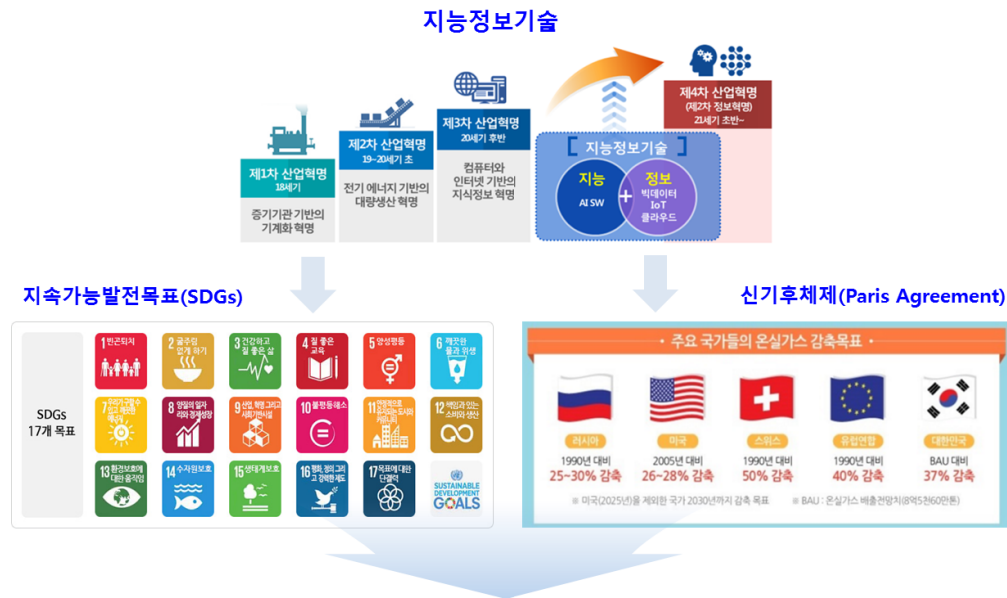 지능정보기술
제1차 산업혁명
18세기
증기기관 기반의
기계화 혁명
제2차 산업혁명
19~20세기 초
전기 에너지 기반의
대량생산 혁명
제3차 산업혁명
20세기 후반
컴퓨터와
인터넷 기반의
지식정보 혁명
[ 지능정보기술 ]
지능
AI SW
+
정보
빅데이터
IoT
클라우드
제4차 산업혁명
(제2차 정보혁명)
21세기 초반~
지속가능발전목표(SDGs)
SDGs
17개 목표
1 빈곤퇴치
2 굶주림
없게 하기
3 건강하고
질 좋은 삶
4 질 좋은
교육
5 양성평등
6 깨끗한
물과 위생
7
8 양질의 일자
리와 경제성장
9 산업, 혁명 그리고
사회기반시설
10 불평등해소
11
12 책임과 있는
소비와 생산
13 환경보호에
대한 움직임
14 수자원보호
15 생태계보호
16 평화, 정의 그리
고 강력한 제도
17 목표에 대한
단결력
SUSTAINABLE
DEVELOPMENT
GOALS
신기후체제(Paris Agreement)
• 주요 국가들의 온실가스 감축목표 •
러시아
1990년 대비
25~30% 감축
미국
2005년 대비
26~28% 감축
스위스
1990년 대비
50% 감축
유럽연합
1990년 대비
40% 감축
대한민국
BAU 대비
37% 감축
※ 미국(2025년)을 제외한 국가 2030년까지 감축 목표
※ BAU : 온실가스 배출전망치(8억5천60만톤)